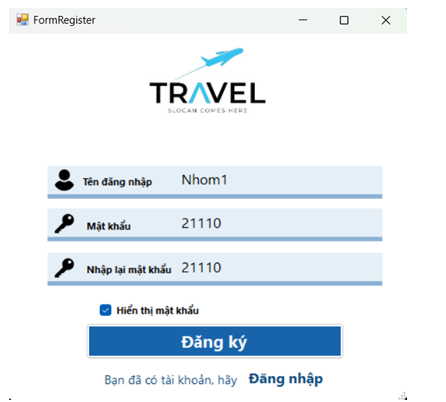 FormRegister
TRAVEL
SLOGAN COMES HERE
Tên đăng nhập Nhom1
Mật khẩu 21110
Nhập lại mật khẩu 21110
Hiển thị mật khẩu
Đăng ký
Bạn đã có tài khoản, hãy Đăng nhập